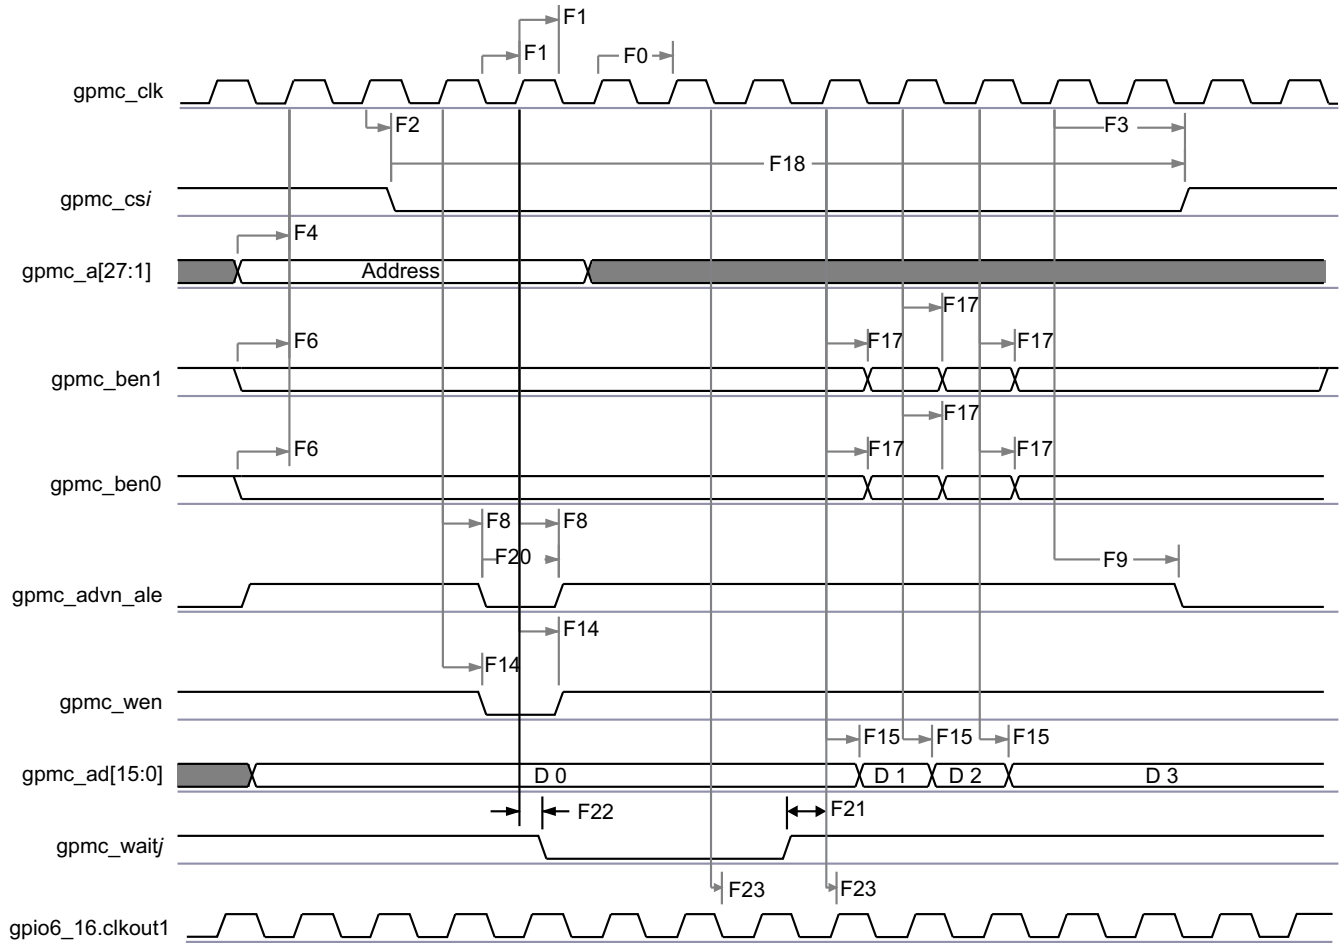 F1
F1
F0
gpmc_clk
F2
F3
F18
gpmc_csi
F4
gpmc_a[27:1]
Address
F17
F6
F17
F17
gpmc_ben1
F17
F6
F17
F17
gpmc_ben0
F8
F8
F20
F9
gpmc_advn_ale
F14
F14
gpmc_wen
F15
F15
F15
gpmc_ad[15:0]
D 0
D 1
D 2
D 3
F22
F21
gpmc_waitj
F23
F23
gpio6_16.clkout1